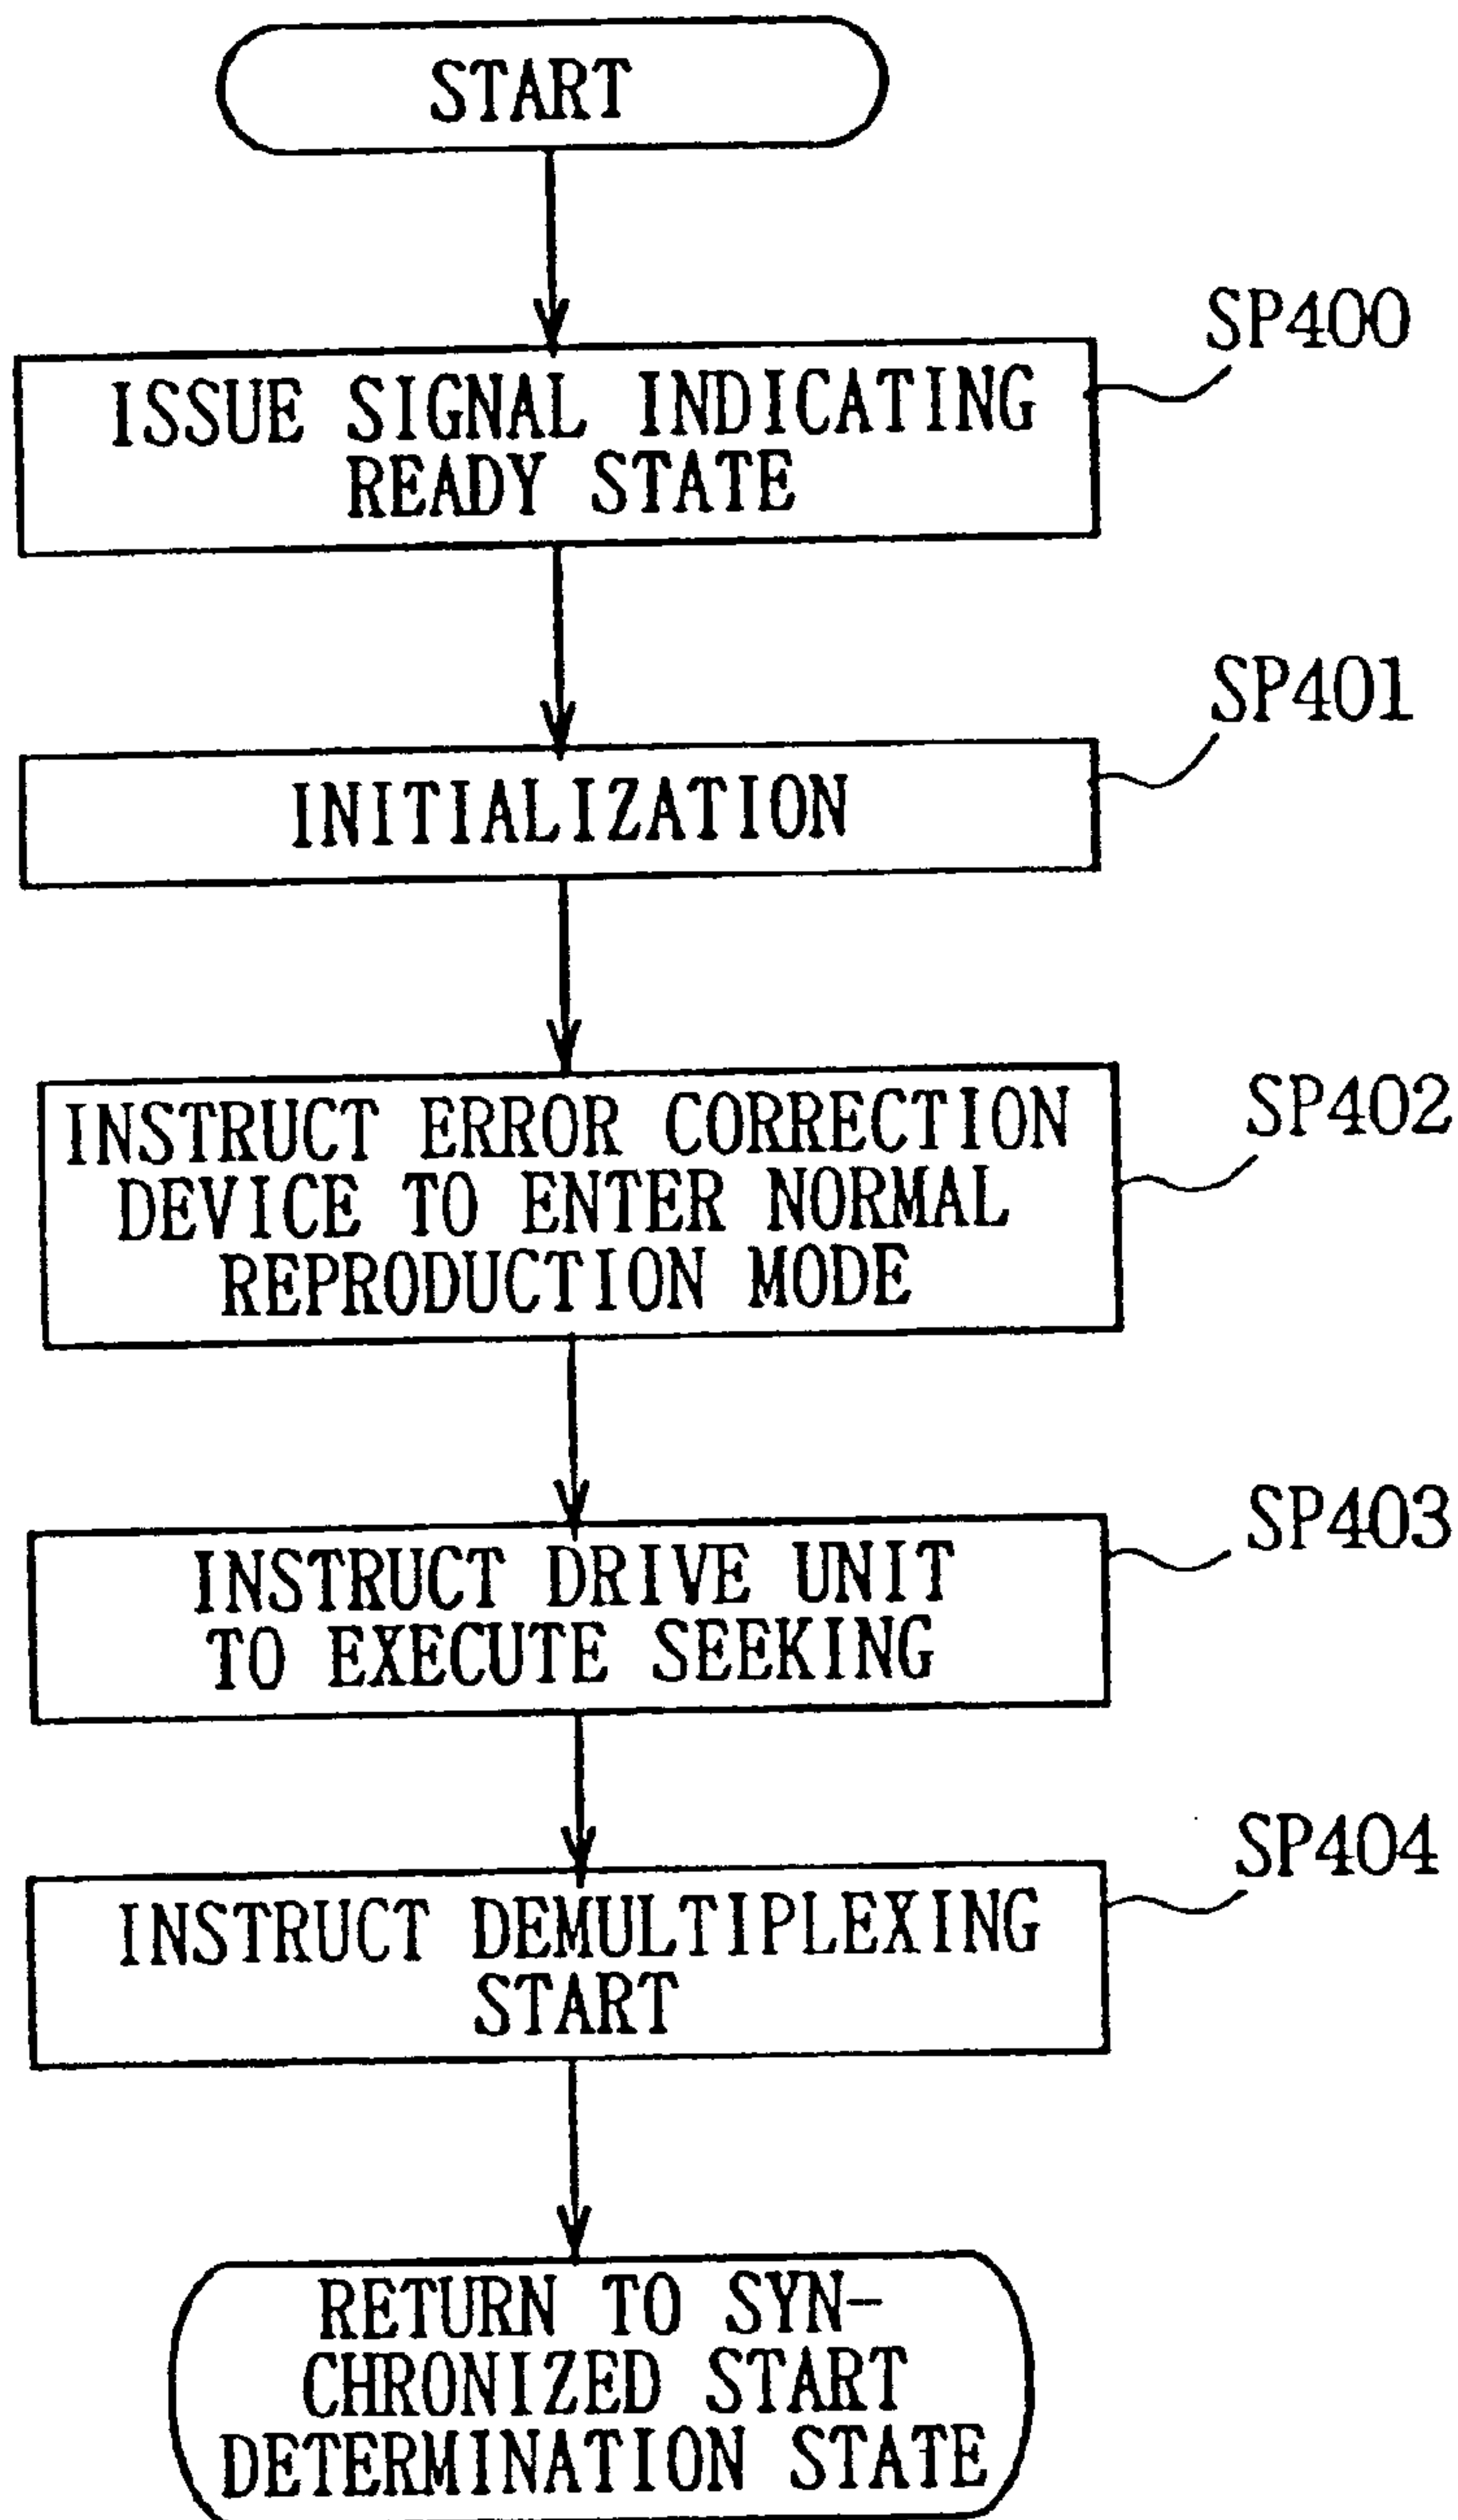 START
SP400
ISSUE SIGNAL INDICATING
READY STATE
SP401
INITIALIZATION
SP402
INSTRUCT ERROR CORRECTION
DEVICE TO ENTER NORMAL
REPRODUCTION MODE
SP403
INSTRUCT DRIVE UNIT
TO EXECUTE SEEKING
SP404
INSTRUCT DEMULTIPLEXING
START
RETURN TO SYN-
CHRONIZED START
DETERMINATION STATE